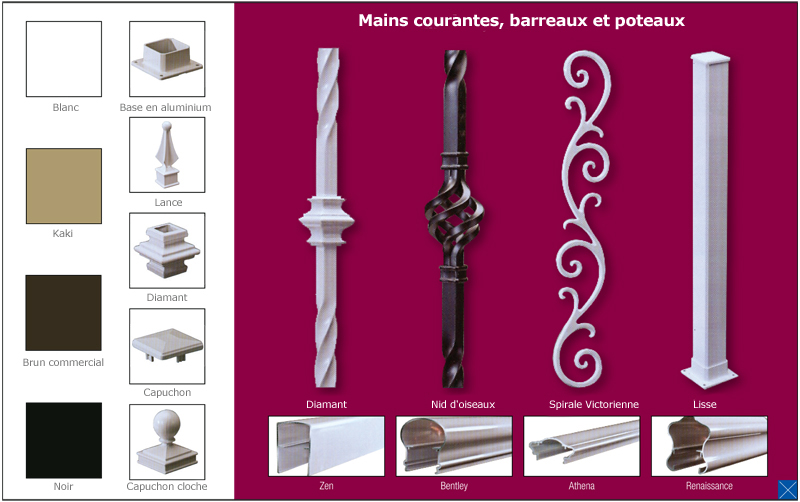 Mains courantes, barreaux et poteaux
Blanc
Base en aluminium
Lance
Kaki
Diamant
Brun commercial
Capuchon
Noir
Capuchon cloche
Diamant
Nid d'oiseaux
Spirale Victorienne
Lisse
Zen
Bentley
Athena
Renaissance